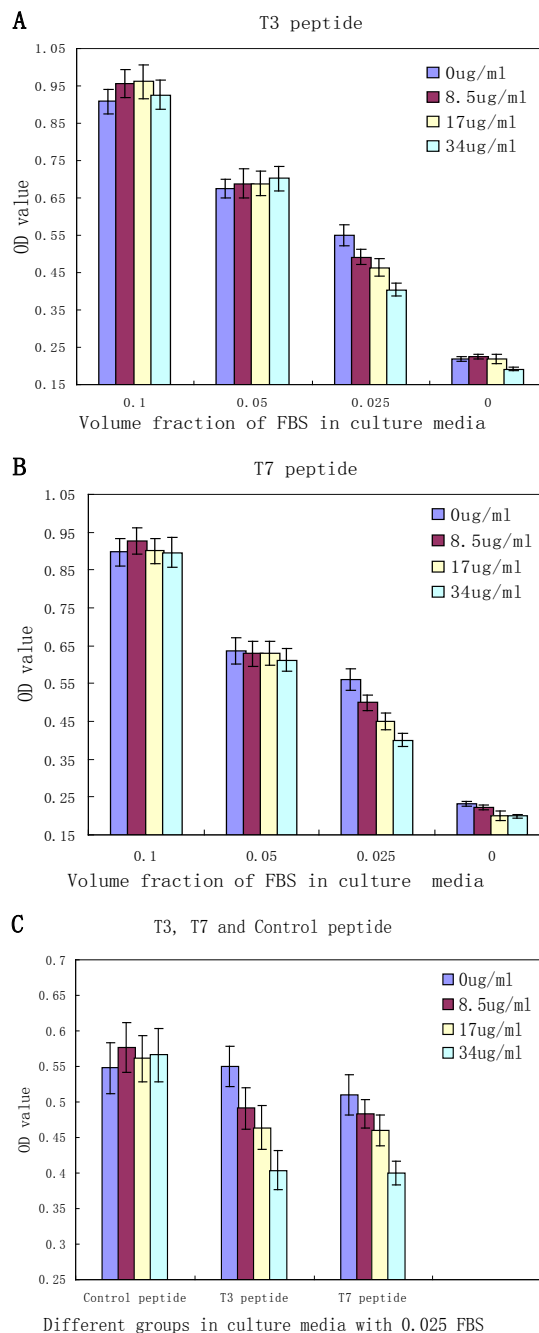 A
T3 peptide
1.05
0.95
0.85
0.75
0.65
0.55
0.45
0.35
0.25
0.15
OD value
0ug/ml
8.5ug/ml
17ug/ml
34ug/ml
0.1 0.05 0.025 0
Volume fraction of FBS in culture media
B
T7 peptide
1.05
0.95
0.85
0.75
0.65
0.55
0.45
0.35
0.25
0.15
OD value
0ug/ml
8.5ug/ml
17ug/ml
34ug/ml
0.1 0.05 0.025 0
Volume fraction of FBS in culture media
C
T3, T7 and Control peptide
0.7
0.65
0.6
0.55
0.5
0.45
0.4
0.35
0.3
0.25
OD value
0ug/ml
8.5ug/ml
17ug/ml
34ug/ml
Control peptide T3 peptide T7 peptide
Different groups in culture media with 0.025 FBS